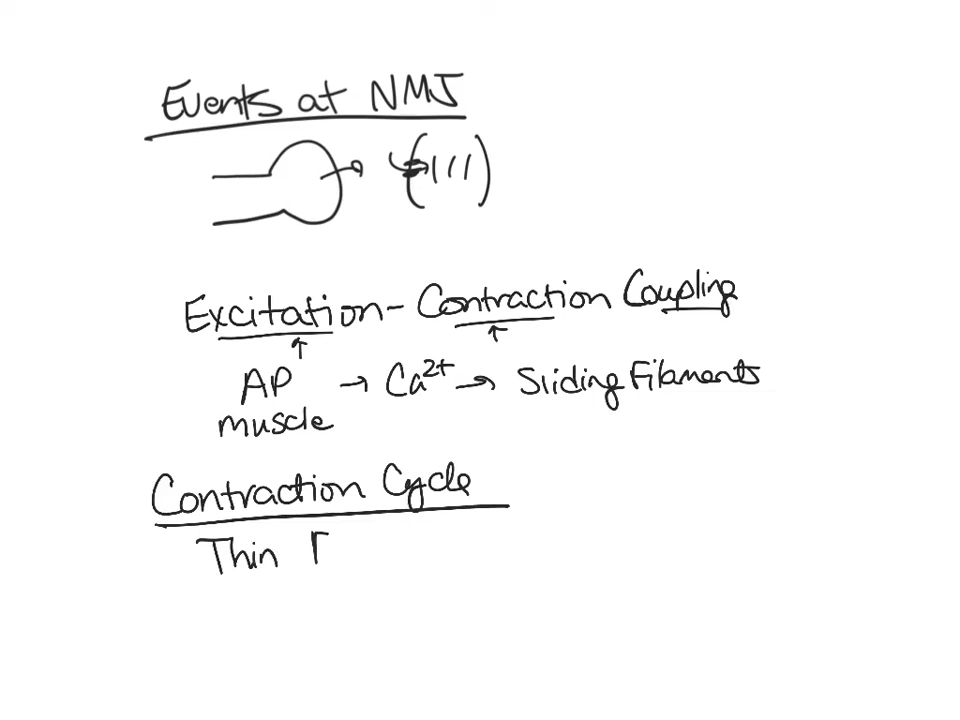 Events at NMJ
Excitation - Contraction Coupling
AP → Ca²⁺ → Sliding Filaments
muscle
Contraction Cycle
Thin